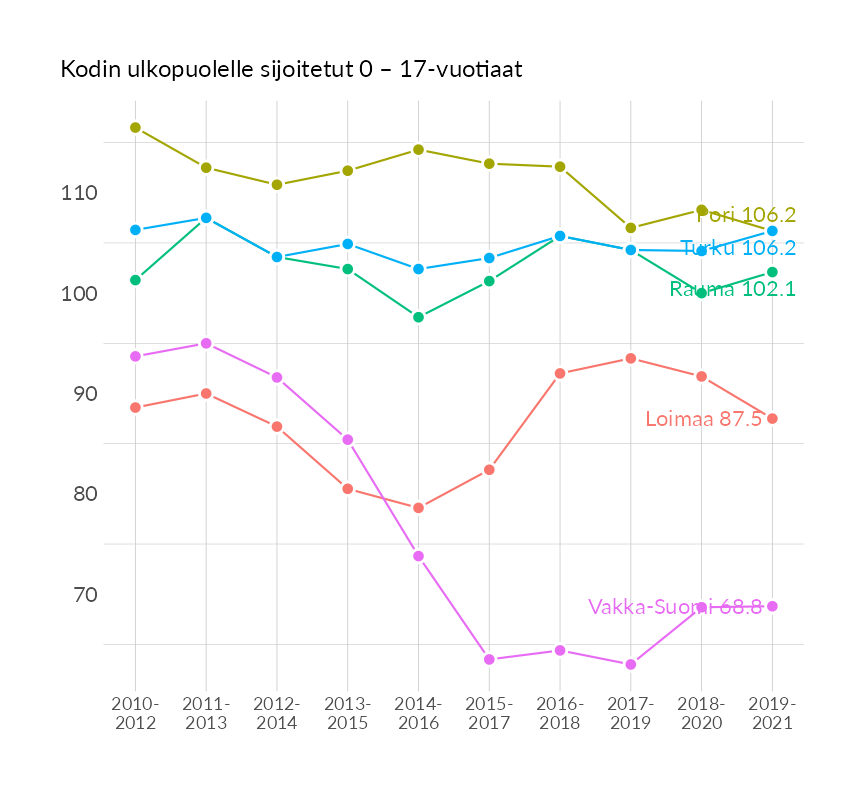 Kodin ulkopuolelle sijoitetut 0 – 17-vuotiaat
110
100
90
80
70
Pori 106.2
Turku 106.2
Rauma 102.1
Loimaa 87.5
Vakka-Suomi 68.8
2010- 2011- 2012- 2013- 2014- 2015- 2016- 2017- 2018- 2019-
2012 2013 2014 2015 2016 2017 2018 2019 2020 2021